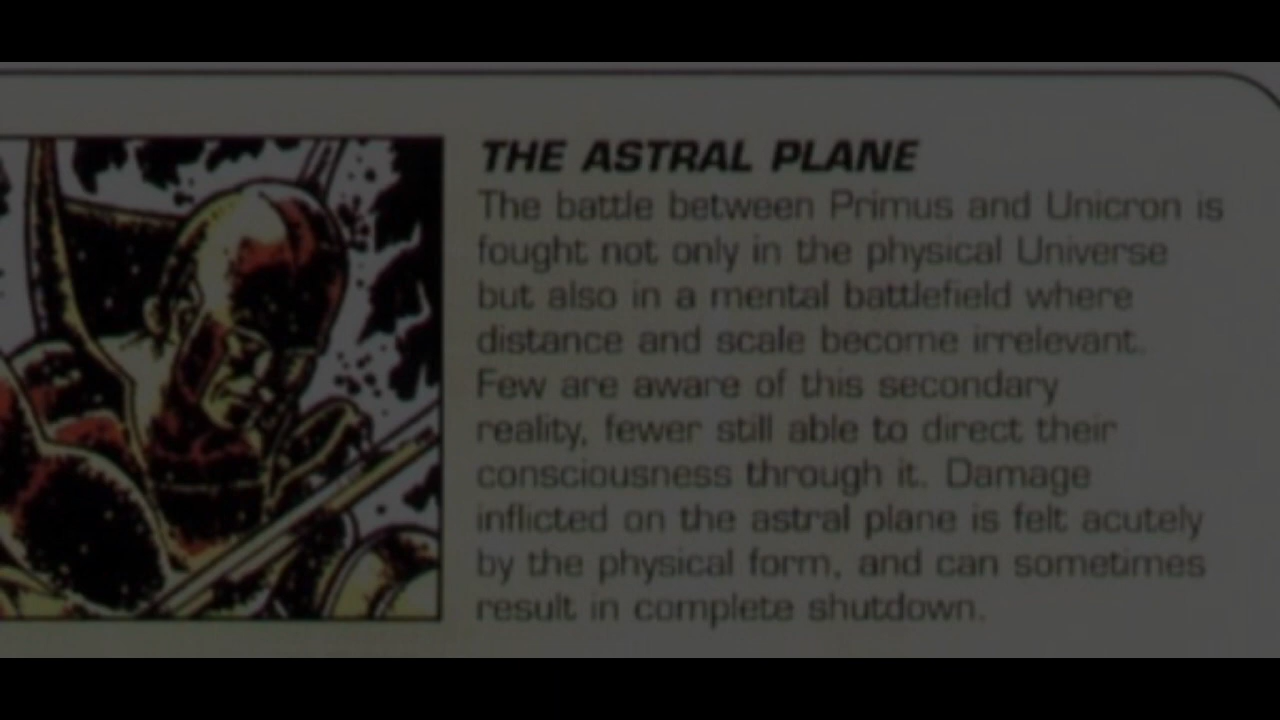 THE ASTRAL PLANE
The battle between Primus and Unicron is
fought not only in the physical Universe
but also in a mental battlefield where
distance and scale become irrelevant.
Few are aware of this secondary
reality, fewer still able to direct their
consciousness through it. Damage
inflicted on the astral plane is felt acutely
by the physical form, and can sometimes
result in complete shutdown.